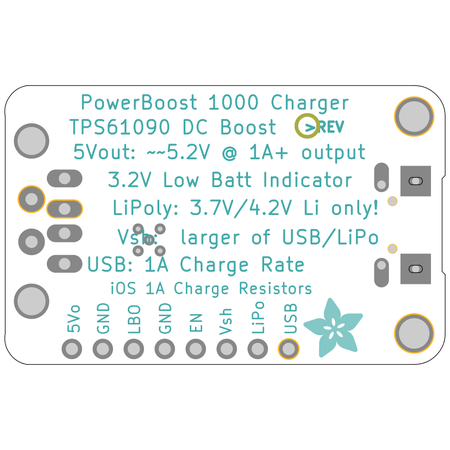 PowerBoost 1000 Charger
TPS61090 DC Boost >REV
5Vout: ~~5.2V @ 1A+ output
3.2V Low Batt Indicator
LiPoly: 3.7V/4.2V Li only!
Vsh: larger of USB/LiPo
USB: 1A Charge Rate
iOS 1A Charge Resistors
5Vo
GND
LBO
GND
EN
Vsh
LiPo
USB